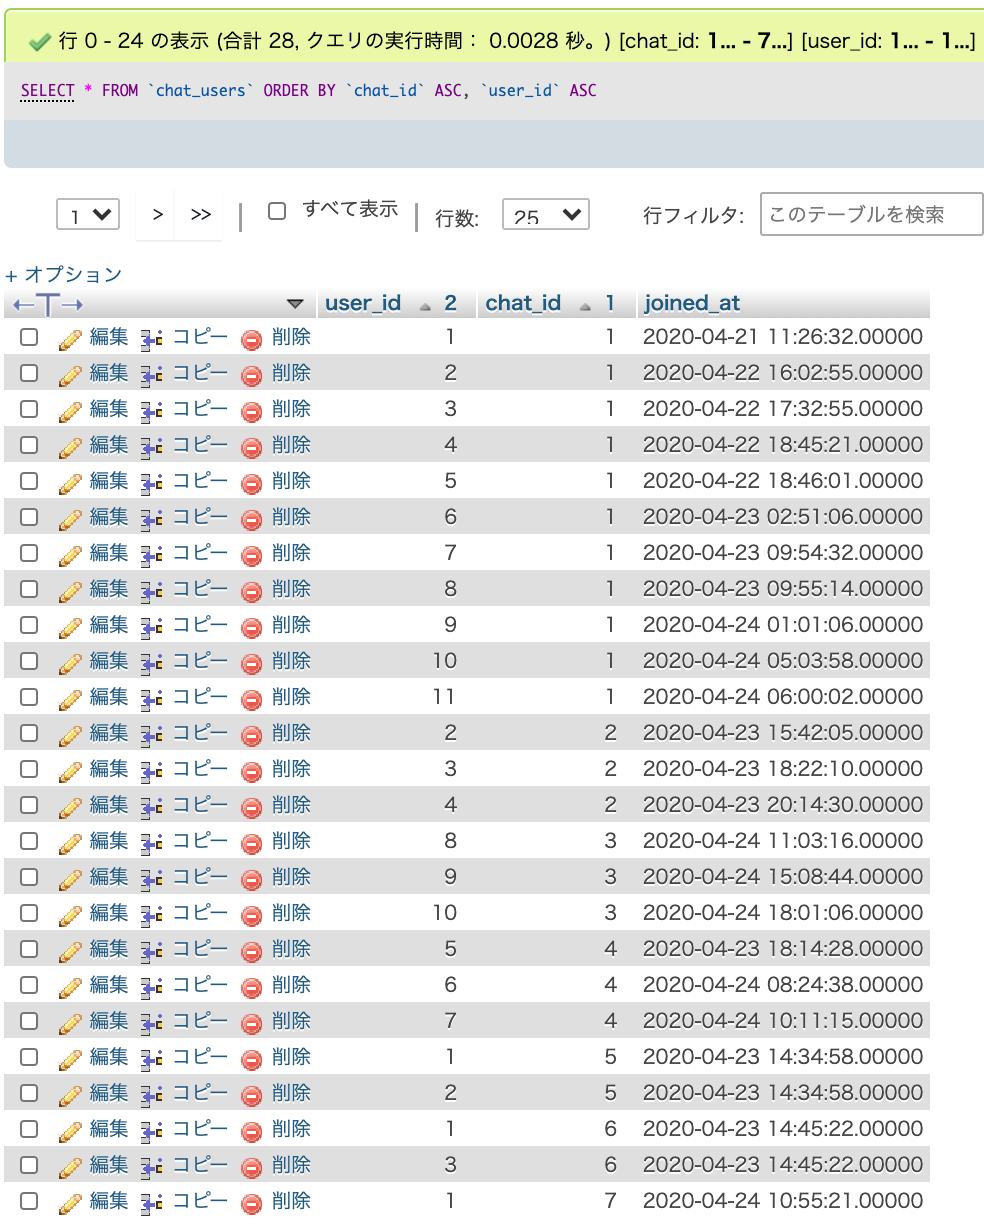 行 0 - 24 の表示 (合計 28, クエリの実行時間： 0.0028 秒。) [chat_id: 1... - 7...] [user_id: 1... - 1...]
SELECT * FROM `chat_users` ORDER BY `chat_id` ASC, `user_id` ASC
1 > >> | すべて表示 | 行数: 25 行フィルタ: このテーブルを検索
+ オプション
←T→ user_id 2 chat_id 1 joined_at
編集 コピー 削除 1 1 2020-04-21 11:26:32.00000
編集 コピー 削除 2 1 2020-04-22 16:02:55.00000
編集 コピー 削除 3 1 2020-04-22 17:32:55.00000
編集 コピー 削除 4 1 2020-04-22 18:45:21.00000
編集 コピー 削除 5 1 2020-04-22 18:46:01.00000
編集 コピー 削除 6 1 2020-04-23 02:51:06.00000
編集 コピー 削除 7 1 2020-04-23 09:54:32.00000
編集 コピー 削除 8 1 2020-04-23 09:55:14.00000
編集 コピー 削除 9 1 2020-04-24 01:01:06.00000
編集 コピー 削除 10 1 2020-04-24 05:03:58.00000
編集 コピー 削除 11 1 2020-04-24 06:00:02.00000
編集 コピー 削除 2 2 2020-04-23 15:42:05.00000
編集 コピー 削除 3 2 2020-04-23 18:22:10.00000
編集 コピー 削除 4 2 2020-04-23 20:14:30.00000
編集 コピー 削除 8 3 2020-04-24 11:03:16.00000
編集 コピー 削除 9 3 2020-04-24 15:08:44.00000
編集 コピー 削除 10 3 2020-04-24 18:01:06.00000
編集 コピー 削除 5 4 2020-04-23 18:14:28.00000
編集 コピー 削除 6 4 2020-04-24 08:24:38.00000
編集 コピー 削除 7 4 2020-04-24 10:11:15.00000
編集 コピー 削除 1 5 2020-04-23 14:34:58.00000
編集 コピー 削除 2 5 2020-04-23 14:34:58.00000
編集 コピー 削除 1 6 2020-04-23 14:45:22.00000
編集 コピー 削除 3 6 2020-04-23 14:45:22.00000
編集 コピー 削除 1 7 2020-04-24 10:55:21.00000